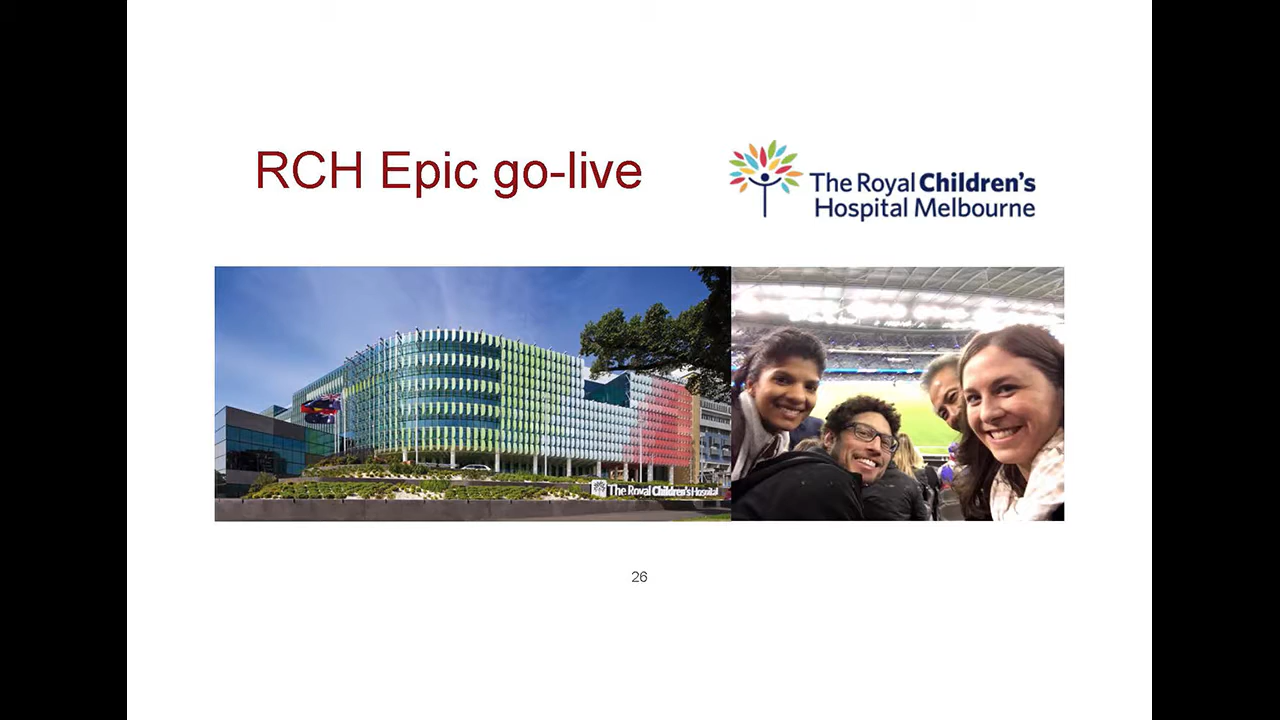 RCH Epic go-live
The Royal Children's
Hospital Melbourne
The Royal Children's Hospital
26